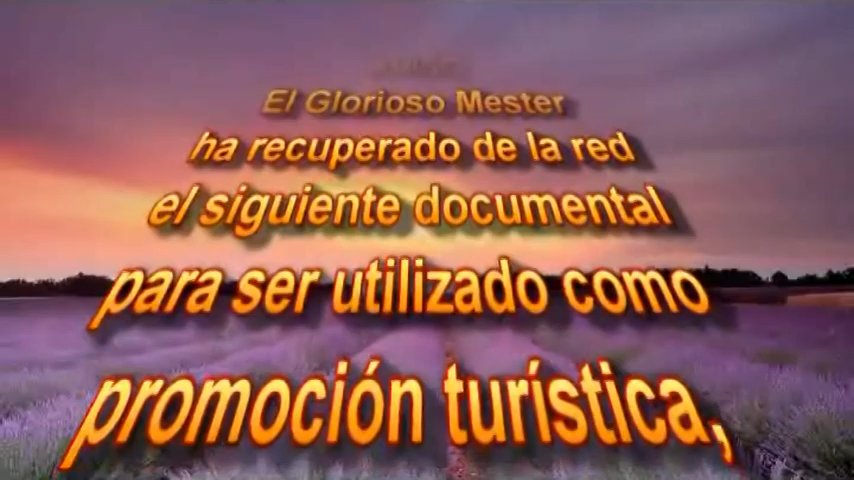 El Glorioso Mester
ha recuperado de la red
el siguiente documental
para ser utilizado como
promoción turística,